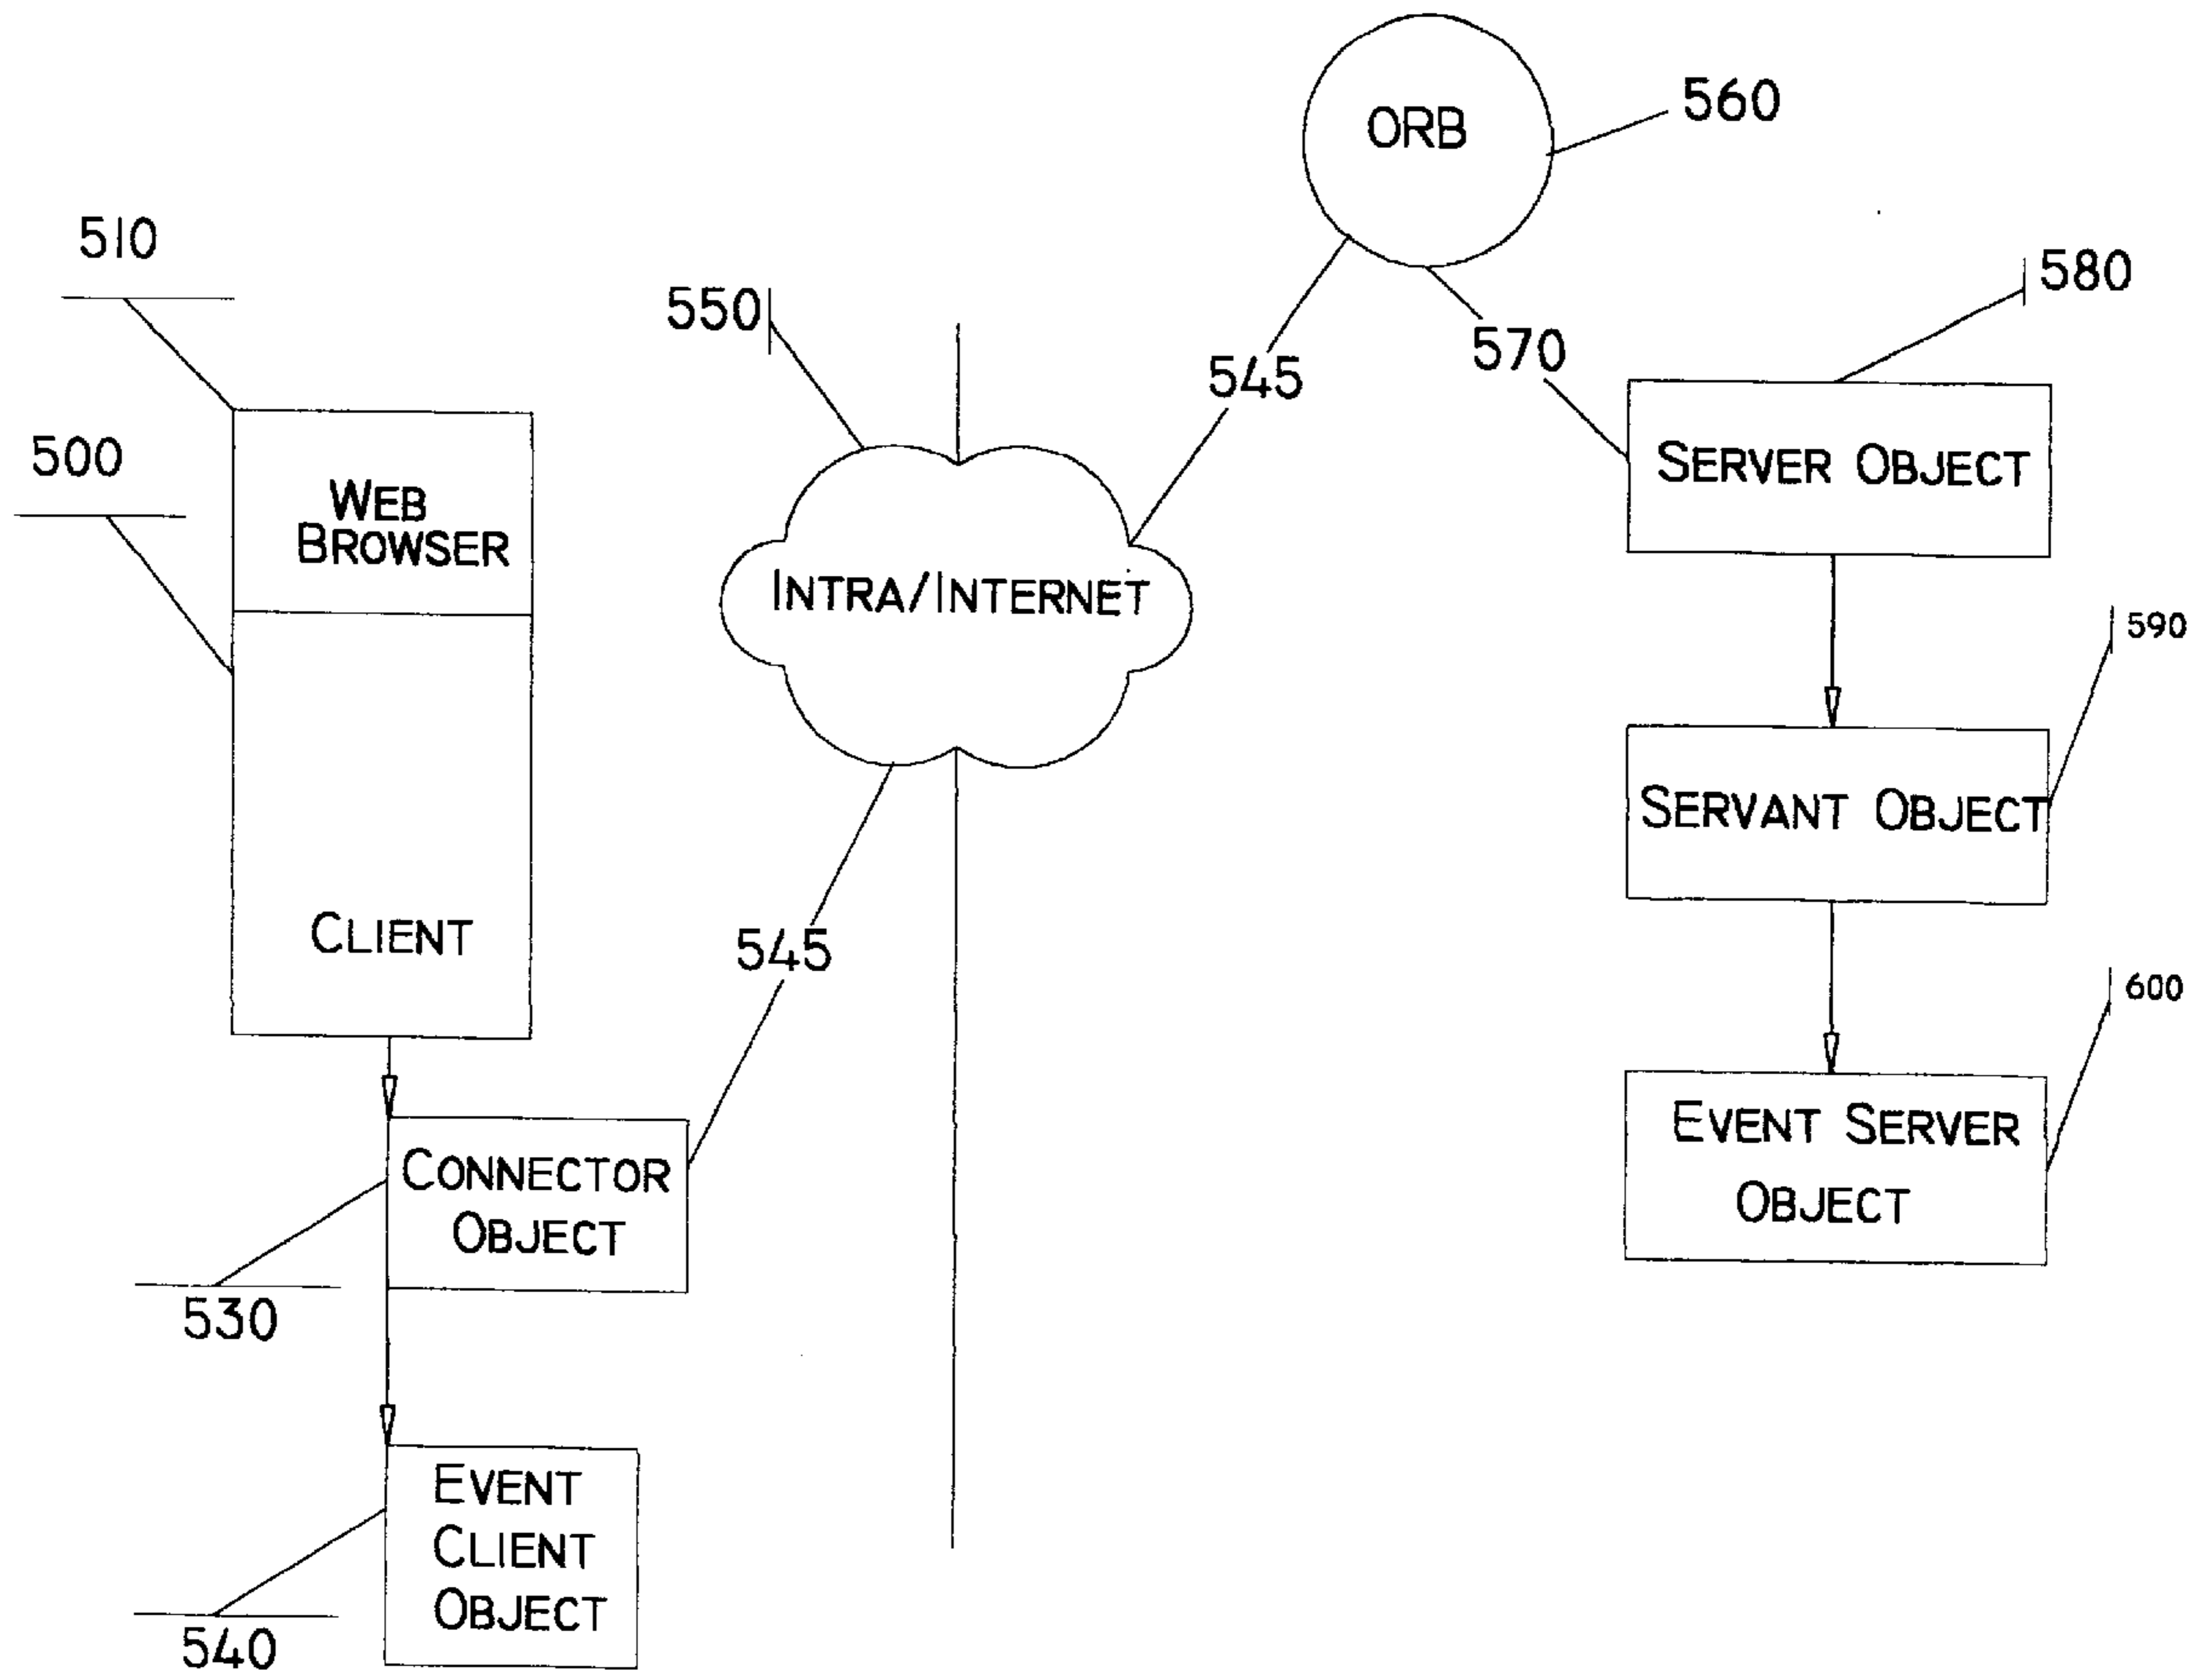 ORB
560
510
580
550
570
545
500
WEB
BROWSER
SERVER OBJECT
INTRA/INTERNET
590
SERVANT OBJECT
CLIENT
545
600
EVENT SERVER
OBJECT
CONNECTOR
OBJECT
530
EVENT
CLIENT
OBJECT
540